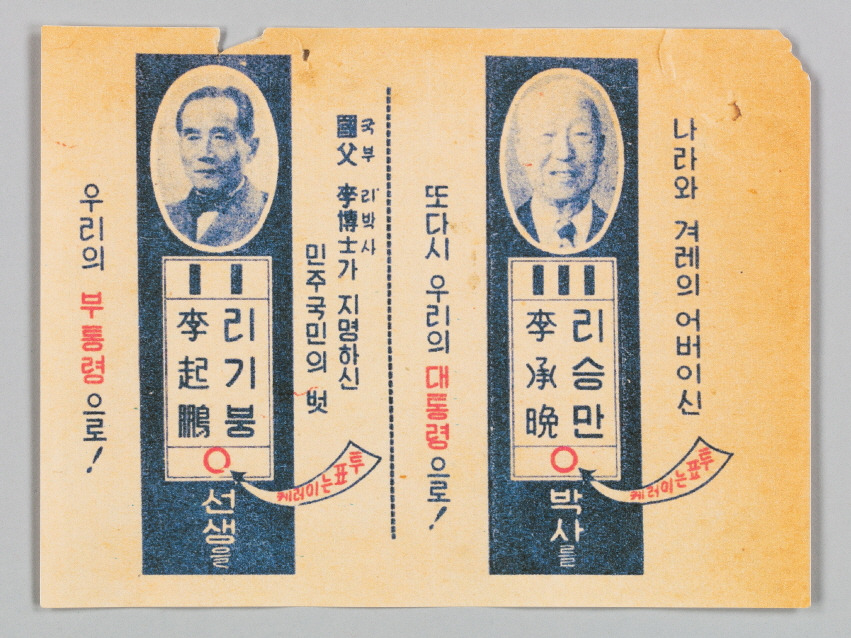 나라와 겨레의 어버이신
III
리승만
李承晩
투표는이러케
박사를
또다시 우리의 대통령으로!
국부 리박사
國父 李博士가 지명하신
민주국민의 벗
II
리기붕
李起鵬
투표는이러케
선생을
우리의 부통령으로!